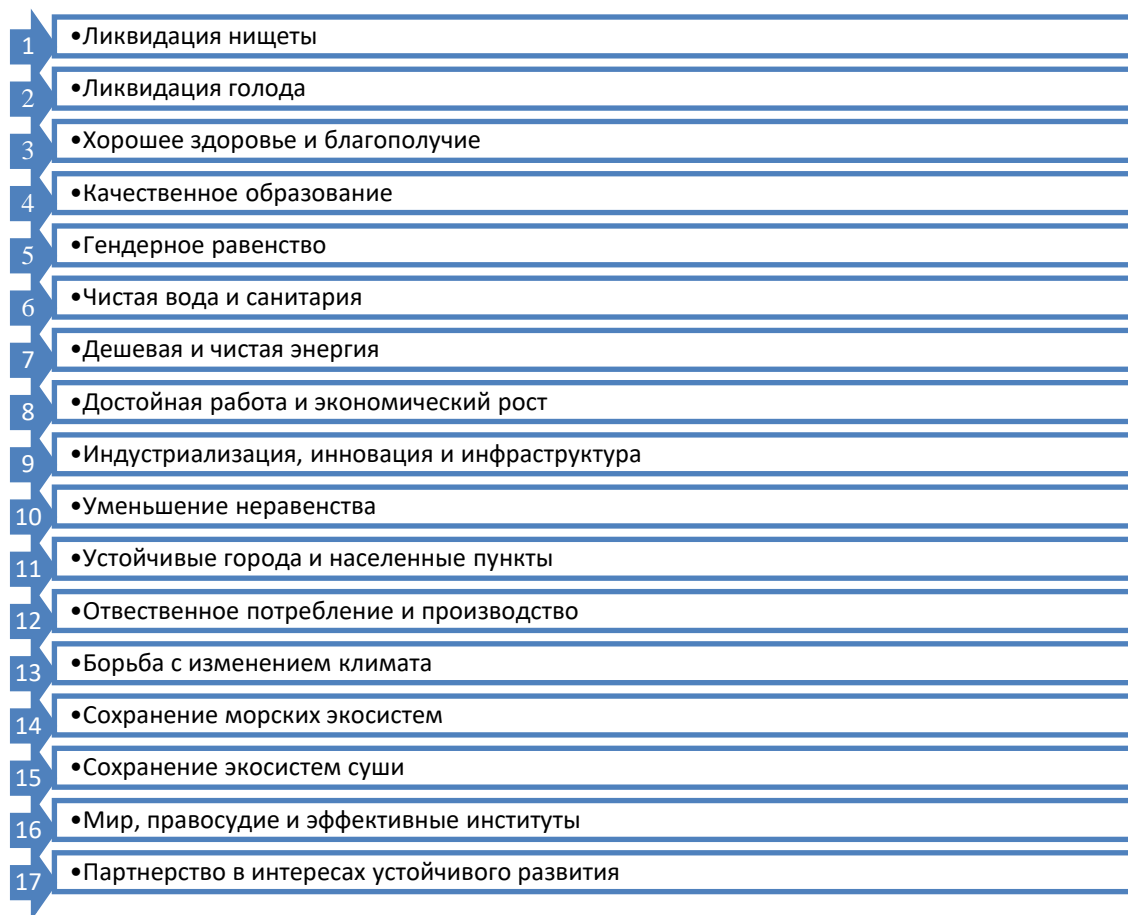 1 •Ликвидация нищеты
2 •Ликвидация голода
3 •Хорошее здоровье и благополучие
4 •Качественное образование
5 •Гендерное равенство
6 •Чистая вода и санитария
7 •Дешевая и чистая энергия
8 •Достойная работа и экономический рост
9 •Индустриализация, инновация и инфраструктура
10 •Уменьшение неравенства
11 •Устойчивые города и населенные пункты
12 •Отвественное потребление и производство
13 •Борьба с изменением климата
14 •Сохранение морских экосистем
15 •Сохранение экосистем суши
16 •Мир, правосудие и эффективные институты
17 •Партнерство в интересах устойчивого развития